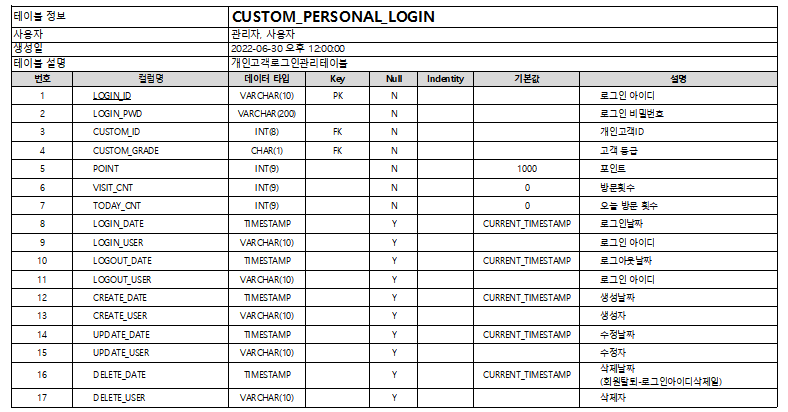 테이블 정보 CUSTOM_PERSONAL_LOGIN
사용자 관리자, 사용자
생성일 2022-06-30 오후 12:00:00
테이블 설명 개인고객로그인관리테이블
번호 컬럼명 데이터 타입 Key Null Indentity 기본값 설명
1 LOGIN_ID VARCHAR(10) PK N 로그인 아이디
2 LOGIN_PWD VARCHAR(200) N 로그인 비밀번호
3 CUSTOM_ID INT(8) FK N 개인고객ID
4 CUSTOM_GRADE CHAR(1) FK N 고객 등급
5 POINT INT(9) N 1000 포인트
6 VISIT_CNT INT(9) N 0 방문횟수
7 TODAY_CNT INT(9) N 0 오늘 방문 횟수
8 LOGIN_DATE TIMESTAMP Y CURRENT_TIMESTAMP 로그인날짜
9 LOGIN_USER VARCHAR(10) Y 로그인 아이디
10 LOGOUT_DATE TIMESTAMP Y CURRENT_TIMESTAMP 로그아웃날짜
11 LOGOUT_USER VARCHAR(10) Y 로그인 아이디
12 CREATE_DATE TIMESTAMP Y CURRENT_TIMESTAMP 생성날짜
13 CREATE_USER VARCHAR(10) Y 생성자
14 UPDATE_DATE TIMESTAMP Y CURRENT_TIMESTAMP 수정날짜
15 UPDATE_USER VARCHAR(10) Y 수정자
16 DELETE_DATE TIMESTAMP Y CURRENT_TIMESTAMP 삭제날짜
(회원탈퇴-로그인아이디삭제일)
17 DELETE_USER VARCHAR(10) Y 삭제자